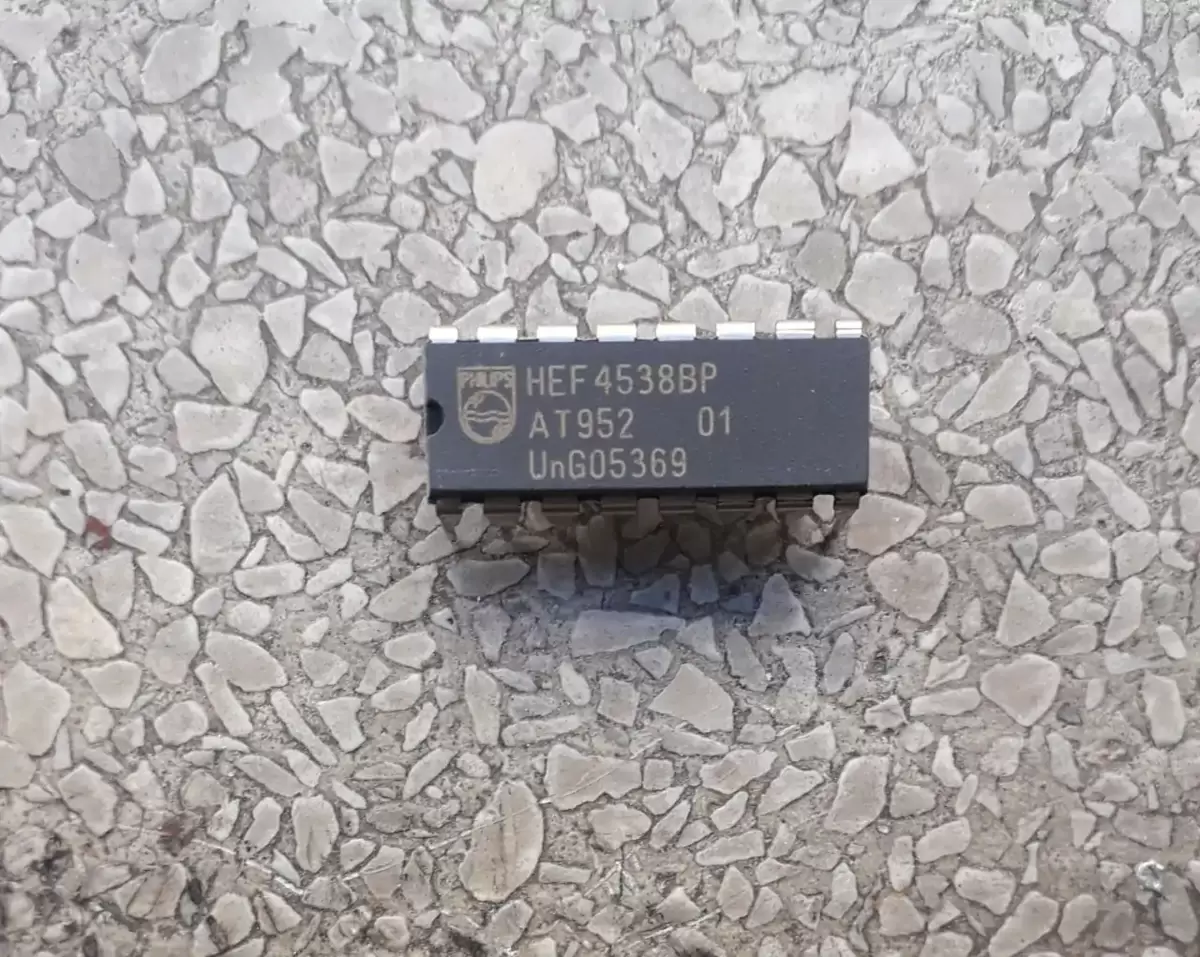 PHILIPS
HEF4538BP
AT952 01
UnG05369